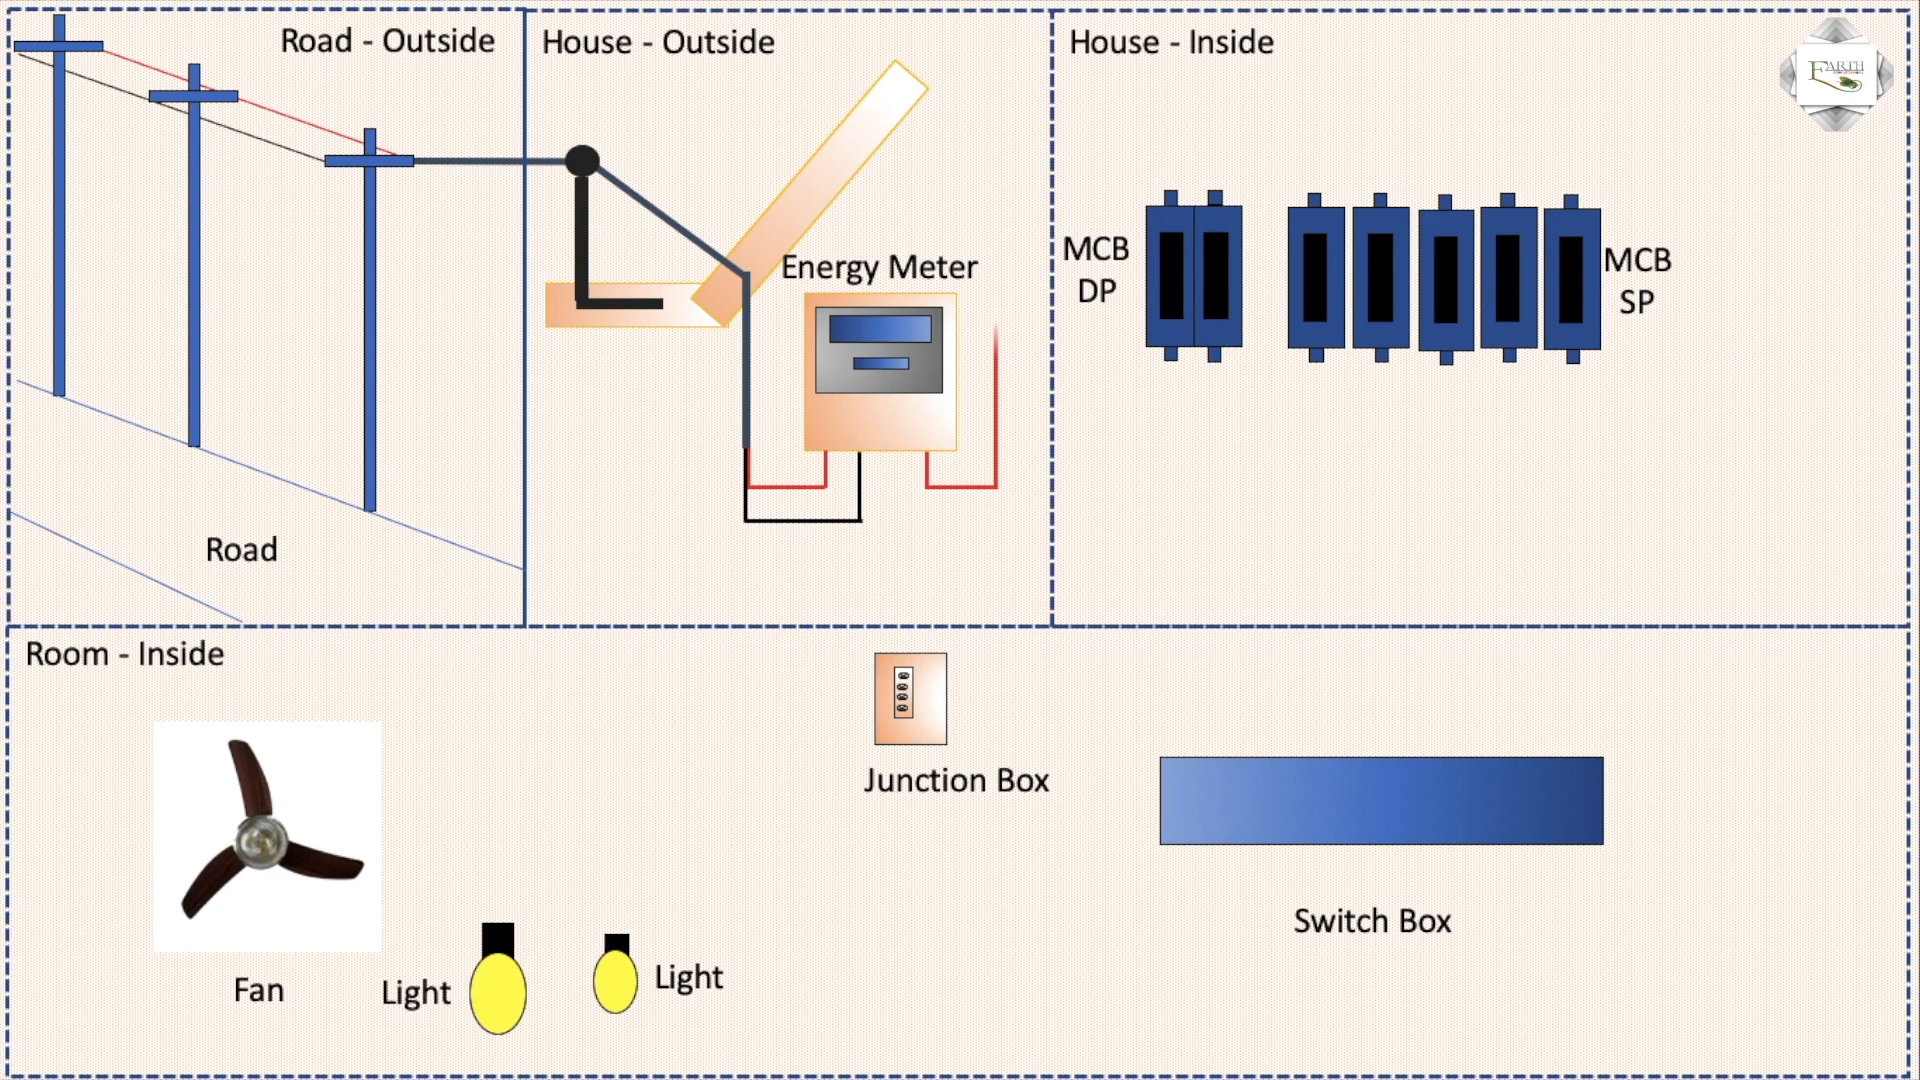 Road - Outside
House - Outside
House - Inside
EARTH
Energy Meter
MCB
DP
MCB
SP
Road
Room - Inside
Junction Box
Switch Box
Fan
Light
Light